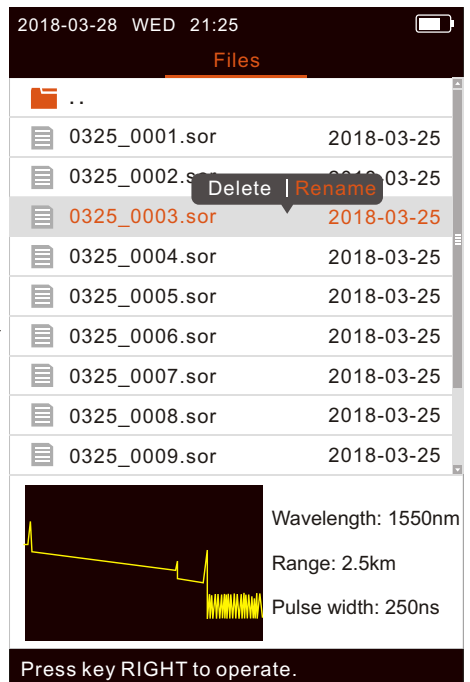 2018-03-28 WED 21:25
Files
..
0325_0001.sor 2018-03-25
0325_0002.s 03-25
Delete | Rename
0325_0003.sor 2018-03-25
0325_0004.sor 2018-03-25
0325_0005.sor 2018-03-25
0325_0006.sor 2018-03-25
0325_0007.sor 2018-03-25
0325_0008.sor 2018-03-25
0325_0009.sor 2018-03-25
Wavelength: 1550nm
Range: 2.5km
Pulse width: 250ns
Press key RIGHT to operate.